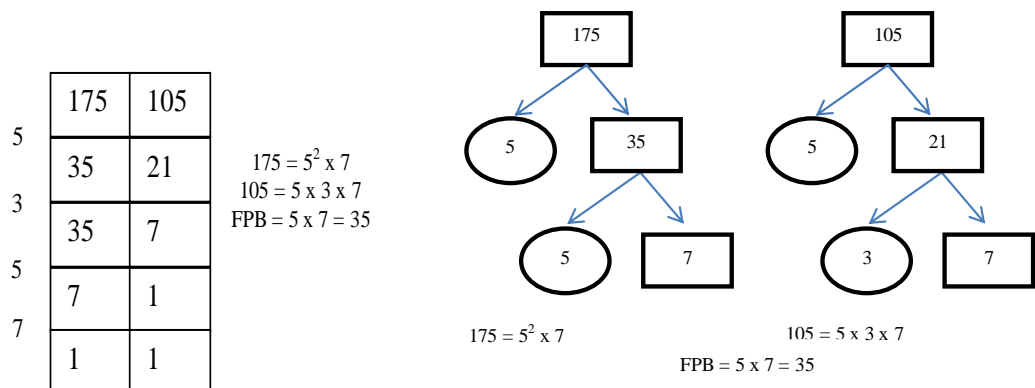 175 105
5
35 21
3
35 7
5
7 1
7
1 1
175 = 5² x 7
105 = 5 x 3 x 7
FPB = 5 x 7 = 35
175
5 35
5 7
175 = 5² x 7
105
5 21
3 7
105 = 5 x 3 x 7
FPB = 5 x 7 = 35